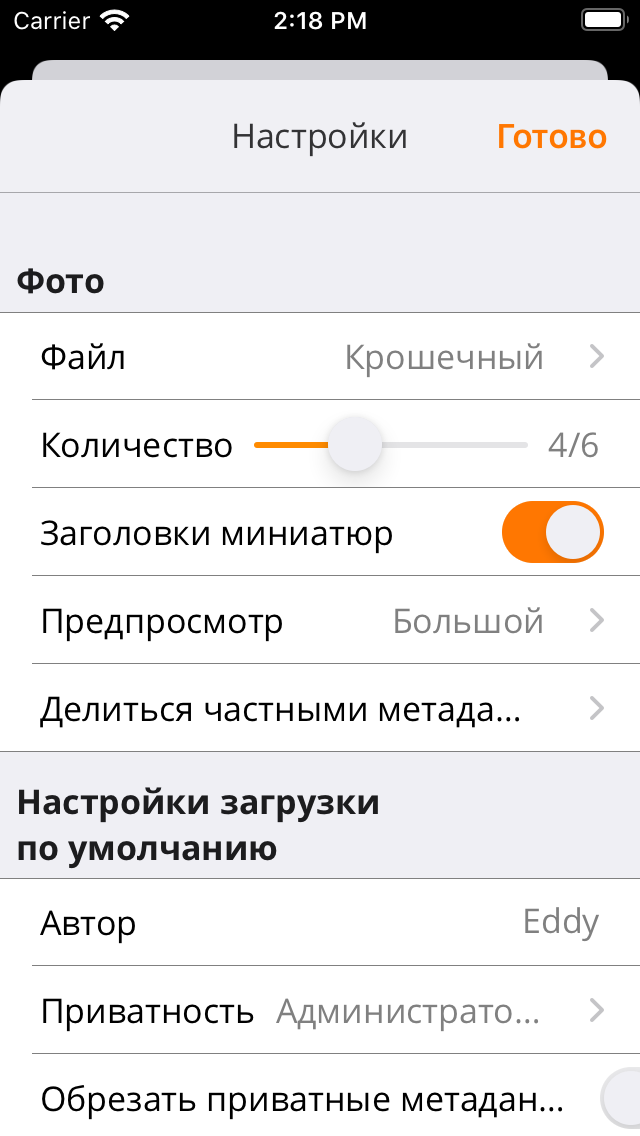 Carrier 2:18 PM
Настройки Готово
Фото
Файл Крошечный
Количество 4/6
Заголовки миниатюр
Предпросмотр Большой
Делиться частными метада...
Настройки загрузки
по умолчанию
Автор Eddy
Приватность Администрато...
Обрезать приватные метадан...